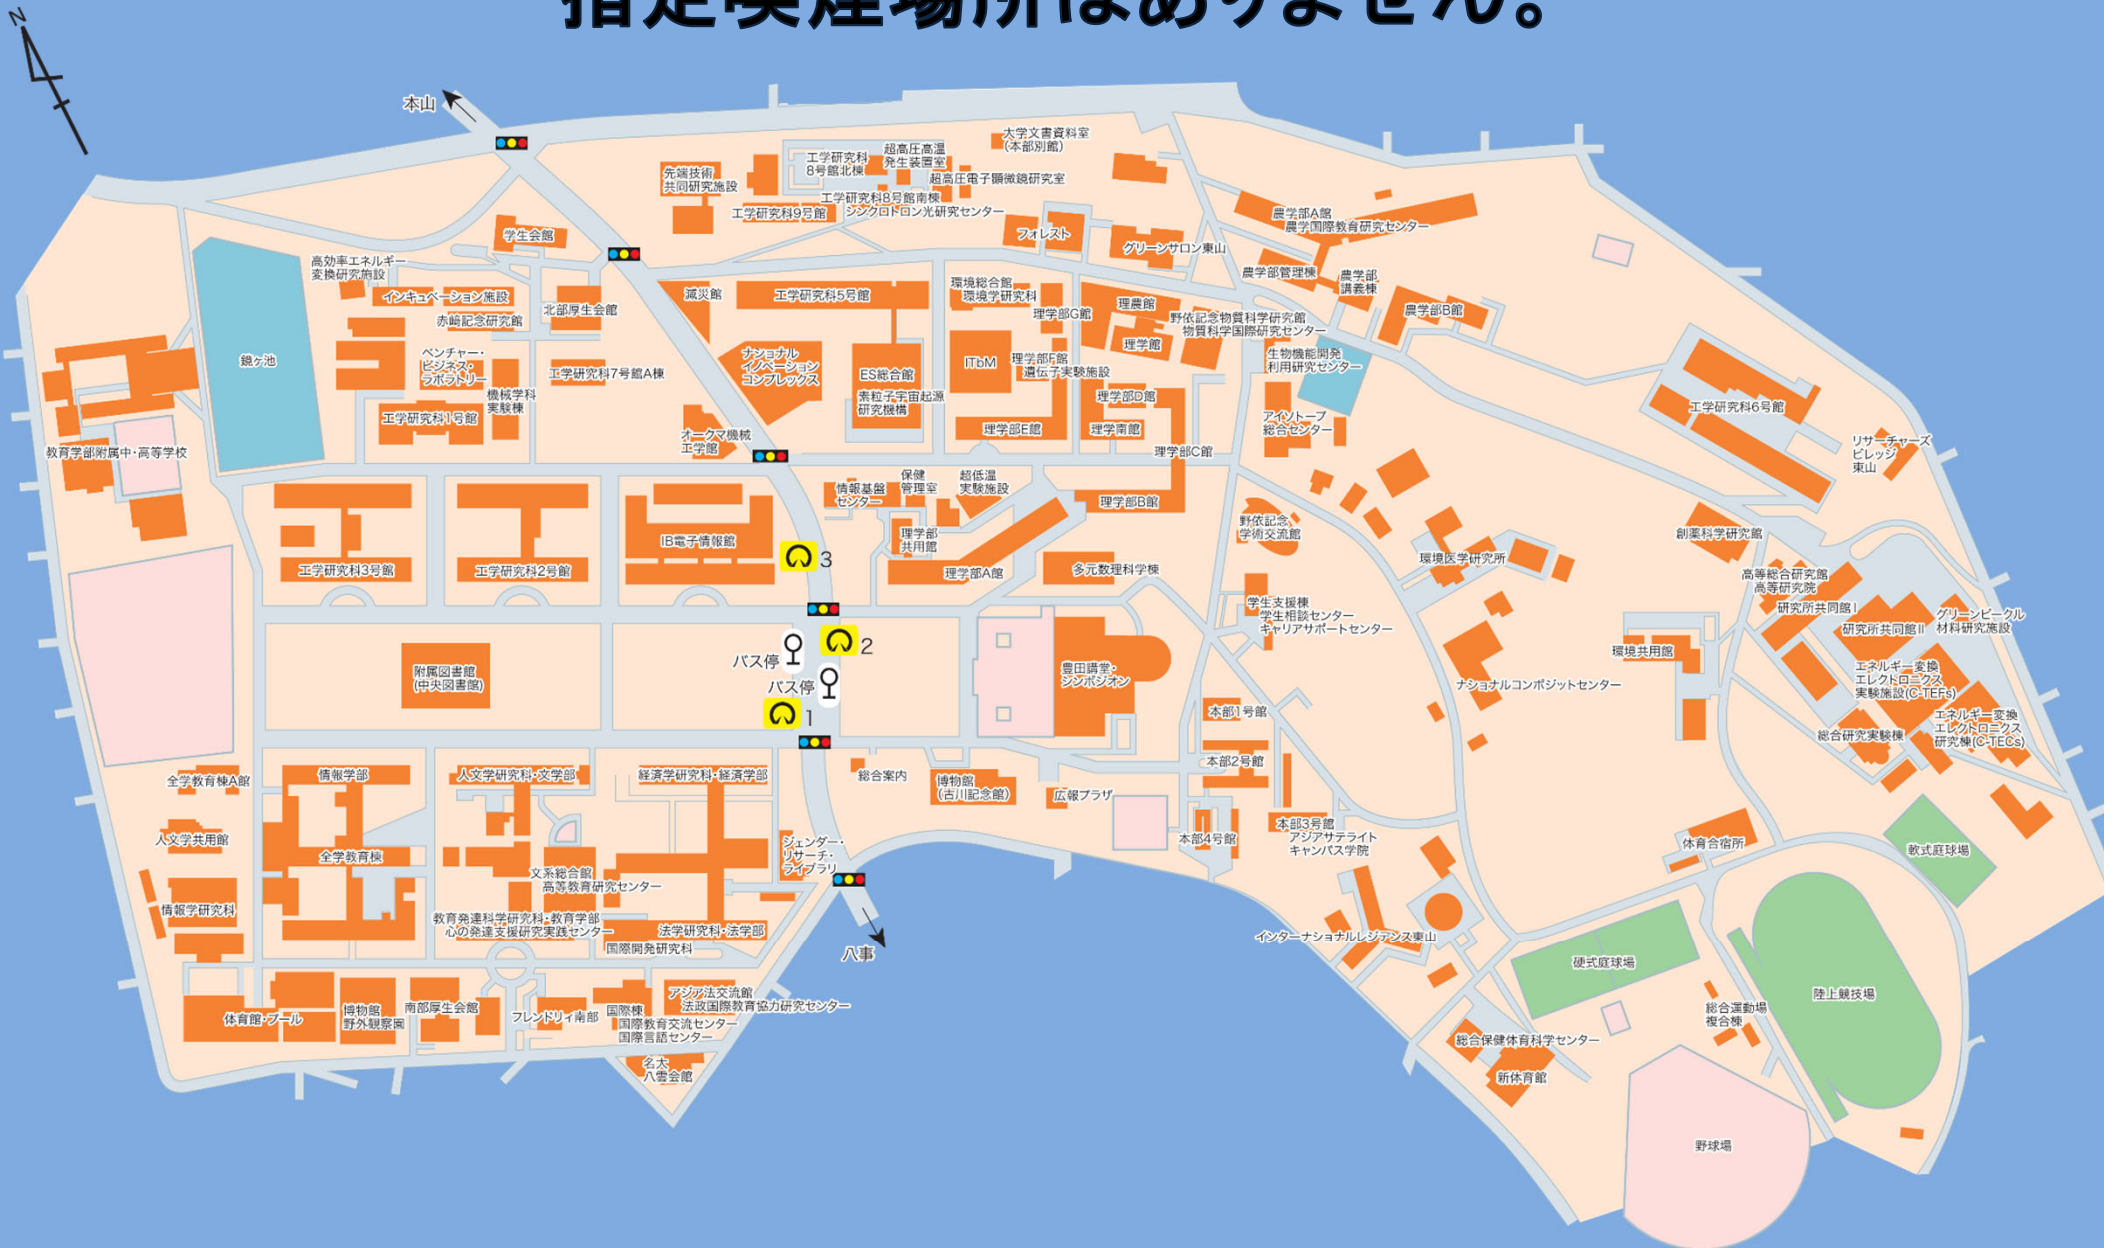 指定喫煙場所はありません。
N
本山
大学文書資料室
(本部別館)
工学研究科
8号館北棟
超高圧高温
発生装置室
先端技術
共同研究施設
超高圧電子顕微鏡研究室
工学研究科8号館南棟
シンクロトロン光研究センター
工学研究科9号館
農学部A館
農学国際教育研究センター
学生会館
フォレスト
グリーンサロン東山
高効率エネルギー
変換研究施設
農学部管理棟
農学部
講義棟
インキュベーション施設
北部厚生会館
減災館
工学研究科5号館
環境総合館
環境学研究科
理学部G館
理農館
農学部B館
赤﨑記念研究館
野依記念物質科学研究館
物質科学国際研究センター
鏡ヶ池
ベンチャー・
ビジネス・
ラボラトリー
工学研究科7号館A棟
ナショナル
イノベーション
コンプレックス
ES総合館
ITbM
理学部F館
遺伝子実験施設
理学館
生物機能開発
利用研究センター
機械学科
実験棟
素粒子宇宙起源
研究機構
理学部D館
工学研究科6号館
工学研究科1号館
アイソトープ
総合センター
オークマ機械
工学館
理学部E館
理学南館
教育学部附属中・高等学校
理学部C館
リサーチャーズ
ビレッジ
東山
情報基盤
センター
保健
管理室
超低温
実験施設
理学部B館
IB電子情報館
理学部
共用館
野依記念
学術交流館
創薬科学研究館
3
工学研究科3号館
工学研究科2号館
理学部A館
多元数理科学棟
環境医学研究所
高等総合研究館
高等研究院
研究所共同館Ⅰ
学生支援棟
学生相談センター
キャリアサポートセンター
グリーンビークル
材料研究施設
研究所共同館Ⅱ
2
バス停
環境共用館
附属図書館
(中央図書館)
豊田講堂・
シンポジオン
エネルギー変換
エレクトロニクス
実験施設(C-TEFs)
バス停
ナショナルコンポジットセンター
1
本部1号館
エネルギー変換
エレクトロニクス
研究棟(C-TECs)
総合研究実験棟
本部2号館
全学教育棟A館
情報学部
人文学研究科・文学部
経済学研究科・経済学部
総合案内
博物館
(古川記念館)
広報プラザ
人文学共用館
本部4号館
本部3号館
アジアサテライト
キャンパス学院
体育合宿所
軟式庭球場
全学教育棟
ジェンダー・
リサーチ・
ライブラリ
文系総合館
高等教育研究センター
情報学研究科
教育発達科学研究科・教育学部
心の発達支援研究実践センター
法学研究科・法学部
国際開発研究科
八事
インターナショナルレジデンス東山
硬式庭球場
陸上競技場
アジア法交流館
法政国際教育協力研究センター
体育館・プール
博物館
野外観察園
南部厚生会館
フレンドリィ南部
国際棟
国際教育交流センター
国際言語センター
総合運動場
複合棟
総合保健体育科学センター
名大
八雲会館
新体育館
野球場